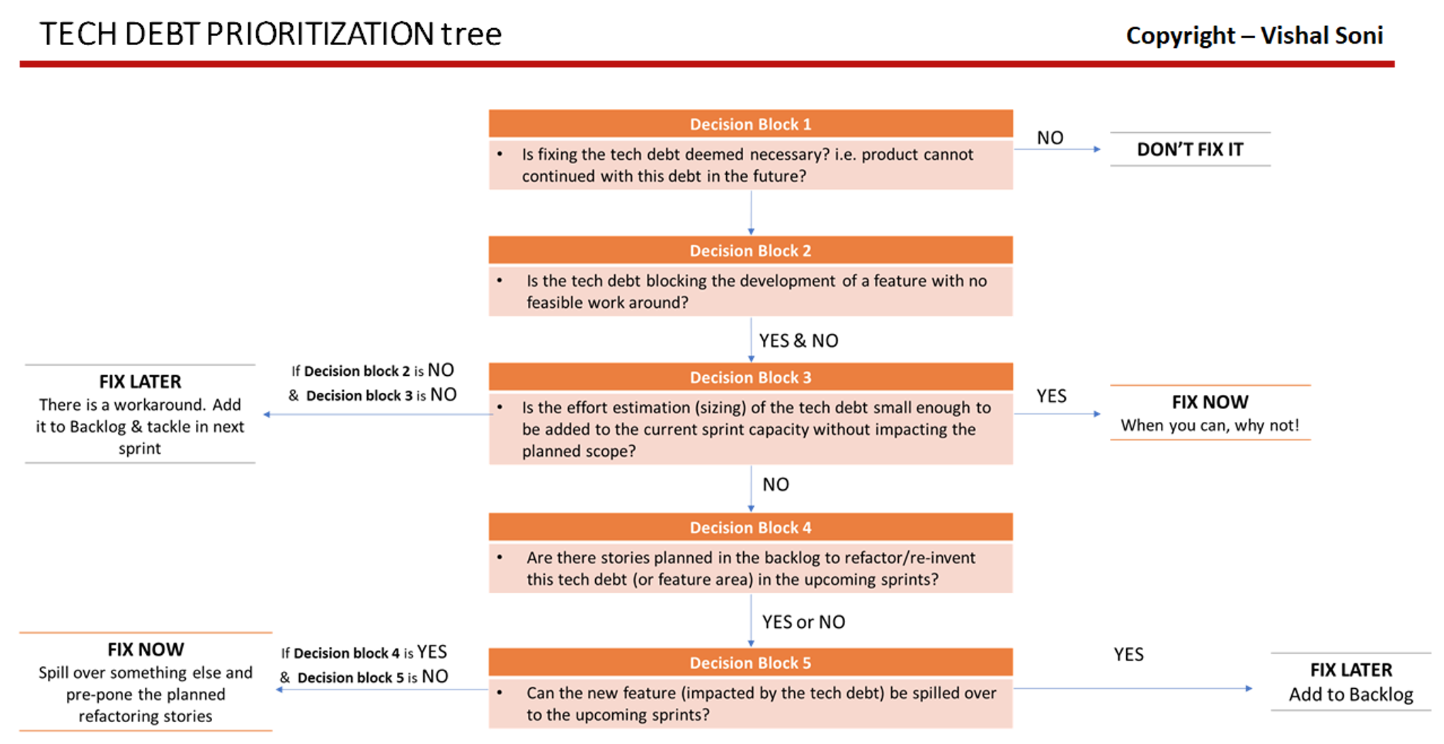 TECH DEBT PRIORITIZATION tree
Copyright – Vishal Soni
Decision Block 1
• Is fixing the tech debt deemed necessary? i.e. product cannot
continued with this debt in the future?
NO
DON'T FIX IT
Decision Block 2
• Is the tech debt blocking the development of a feature with no
feasible work around?
YES & NO
If Decision block 2 is NO
& Decision block 3 is NO
FIX LATER
There is a workaround. Add
it to Backlog & tackle in next
sprint
Decision Block 3
• Is the effort estimation (sizing) of the tech debt small enough to
be added to the current sprint capacity without impacting the
planned scope?
YES
FIX NOW
When you can, why not!
NO
Decision Block 4
• Are there stories planned in the backlog to refactor/re-invent
this tech debt (or feature area) in the upcoming sprints?
YES or NO
If Decision block 4 is YES
& Decision block 5 is NO
FIX NOW
Spill over something else and
pre-pone the planned
refactoring stories
Decision Block 5
• Can the new feature (impacted by the tech debt) be spilled over
to the upcoming sprints?
YES
FIX LATER
Add to Backlog